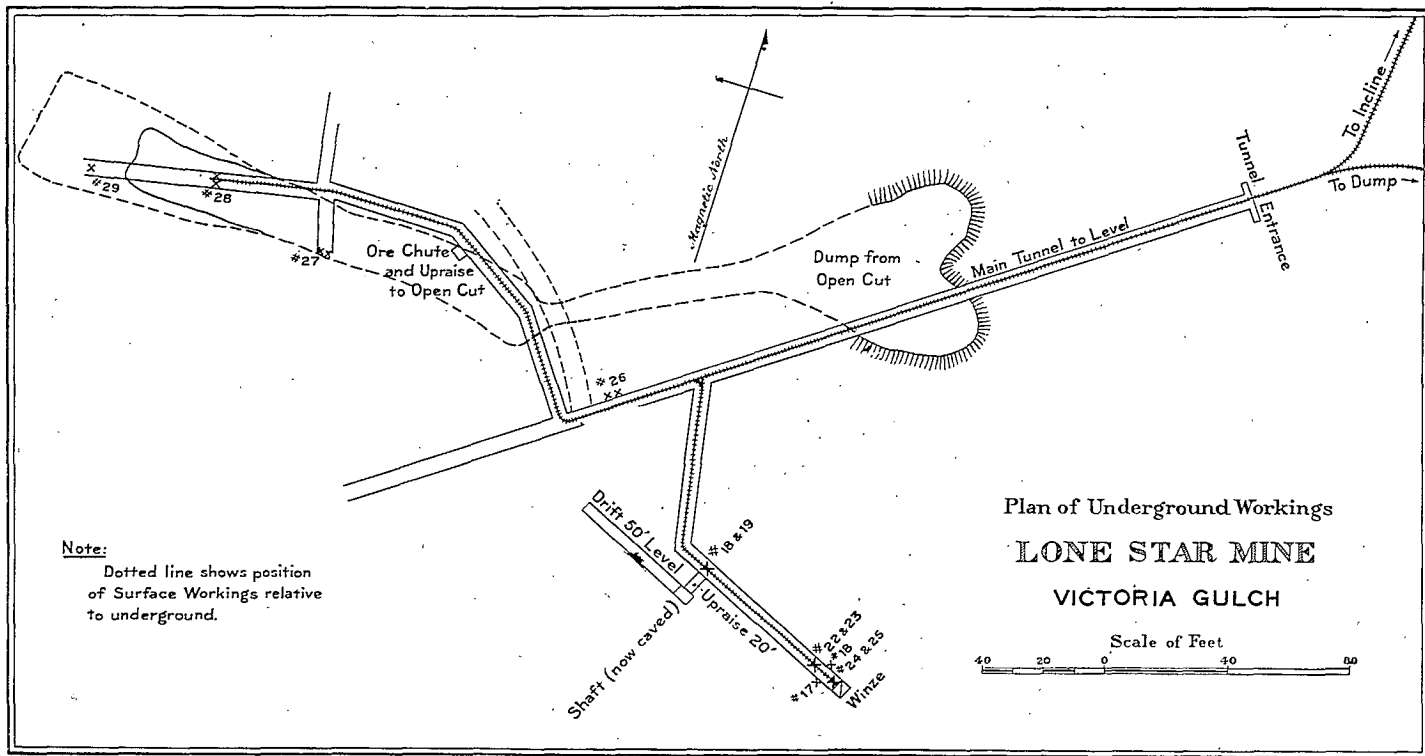 To Incline
Tunnel
Entrance
To Dump
Magnetic North
#29
#28
#27
Ore Chute
and Upraise
to Open Cut
Dump from
Open Cut
Main Tunnel to Level
#26
Drift 50' Level
#18&19
Upraise 20'
Shaft (now caved)
#22&23
#18
#24&25
#17
Winze
Note:
Dotted line shows position
of Surface Workings relative
to underground.
Plan of Underground Workings
LONE STAR MINE
VICTORIA GULCH
Scale of Feet
40 20 0 40 80